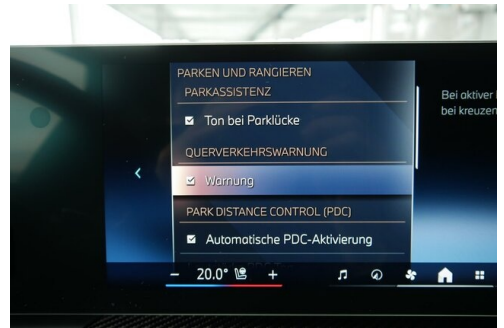 PARKEN UND RANGIEREN
PARKASSISTENZ
Ton bei Parklücke
QUERVERKEHRSWARNUNG
Warnung
PARK DISTANCE CONTROL (PDC)
Automatische PDC-Aktivierung
Bei aktiver
bei kreuzen
- 20.0° +